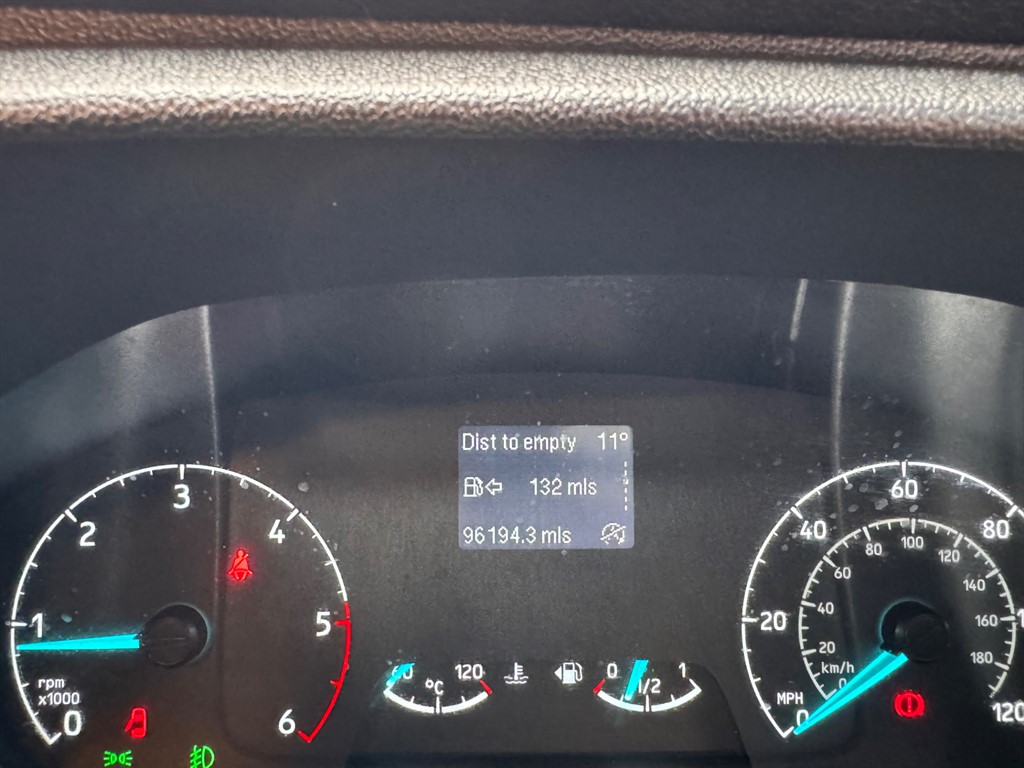 Dist to empty 11°
132 mls
96194.3 mls
0 1 2 3 4 5 6
rpm
x1000
60 120
°C
0 1/2 1
0 20 40 60 80
120
MPH
0 20 40 60 80 100 120 140 160 180
km/h